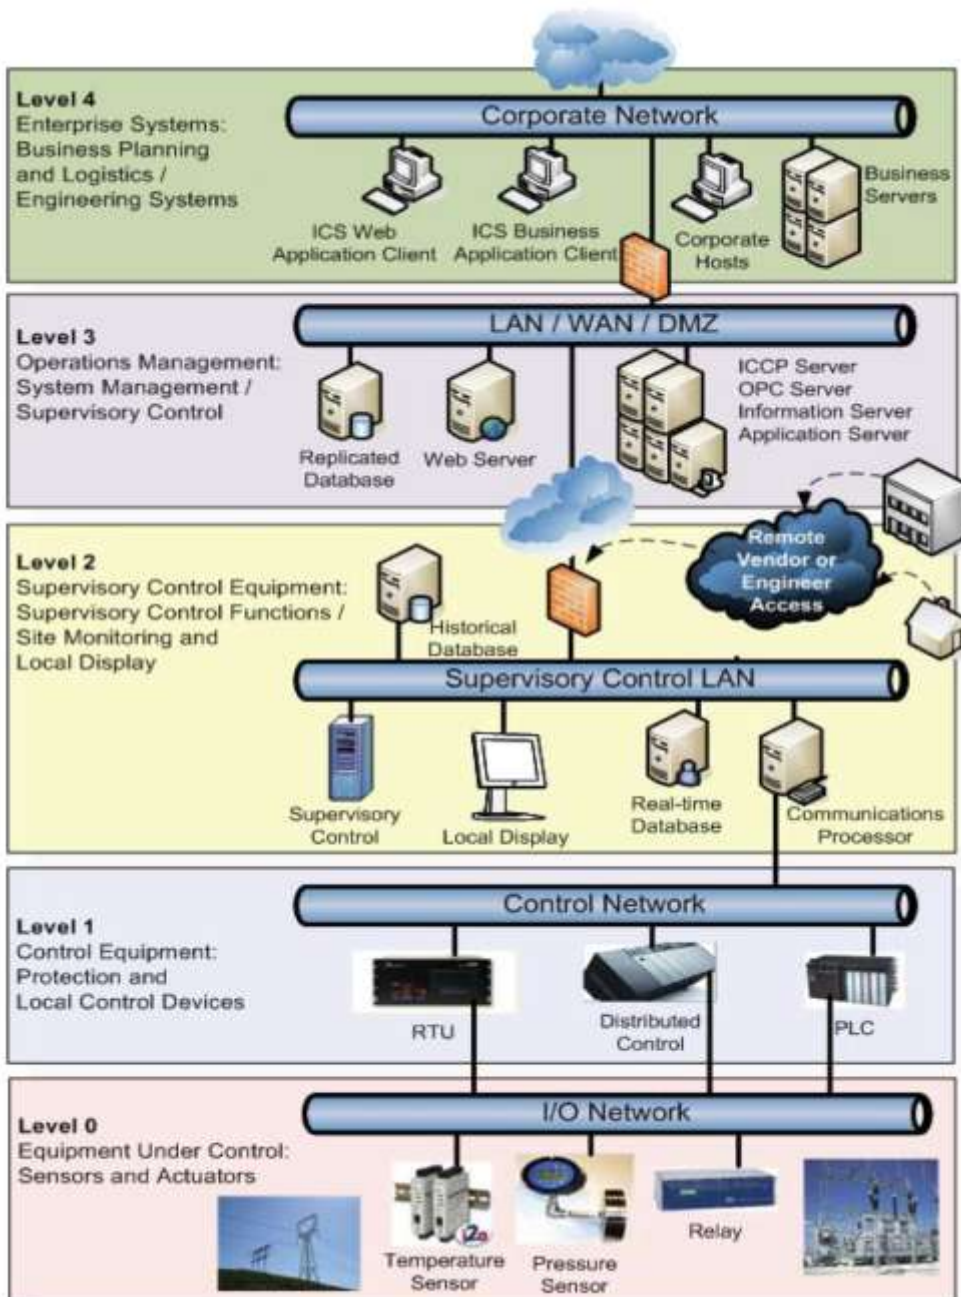 Level 4
Enterprise Systems:
Business Planning
and Logistics /
Engineering Systems
Corporate Network
ICS Web
Application Client
ICS Business
Application Client
Corporate
Hosts
Business
Servers
Level 3
Operations Management:
System Management /
Supervisory Control
LAN / WAN / DMZ
Replicated
Database
Web Server
ICCP Server
OPC Server
Information Server
Application Server
Level 2
Supervisory Control Equipment:
Supervisory Control Functions /
Site Monitoring and
Local Display
Remote
Vendor or
Engineer
Access
Historical
Database
Supervisory Control LAN
Supervisory
Control
Local Display
Real-time
Database
Communications
Processor
Level 1
Control Equipment:
Protection and
Local Control Devices
Control Network
RTU
Distributed
Control
PLC
Level 0
Equipment Under Control:
Sensors and Actuators
I/O Network
Temperature
Sensor
Pressure
Sensor
Relay